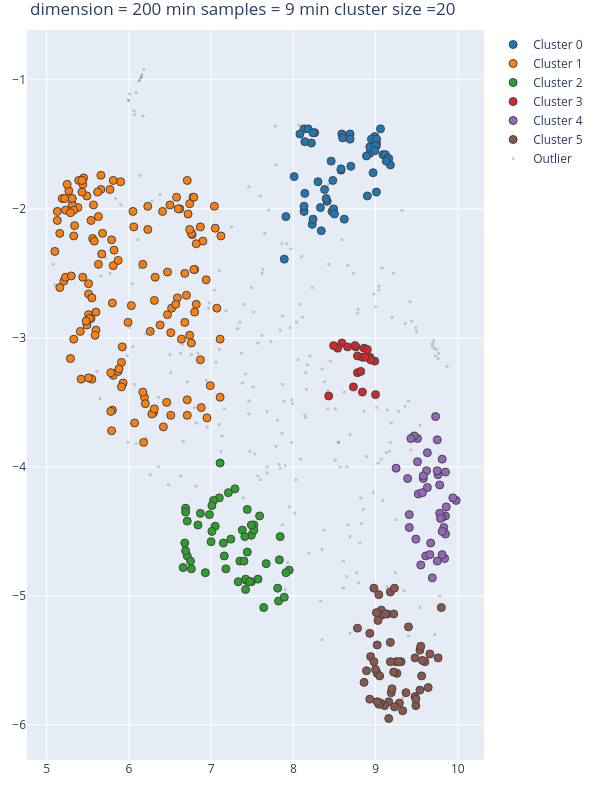 dimension = 200 min samples = 9 min cluster size =20
Cluster 0
Cluster 1
Cluster 2
Cluster 3
Cluster 4
Cluster 5
Outlier
−1
−2
−3
−4
−5
−6
5 6 7 8 9 10